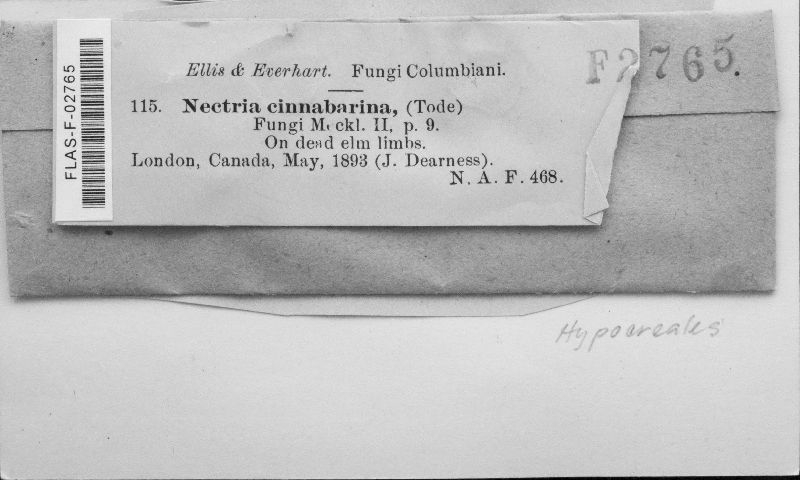 FLAS-F-02765
Ellis & Everhart. Fungi Columbiani.
F2765.
115. Nectria cinnabarina, (Tode)
Fungi Meckl. II, p. 9.
On dead elm limbs.
London, Canada, May, 1893 (J. Dearness).
N. A. F. 468.
Hypocreales